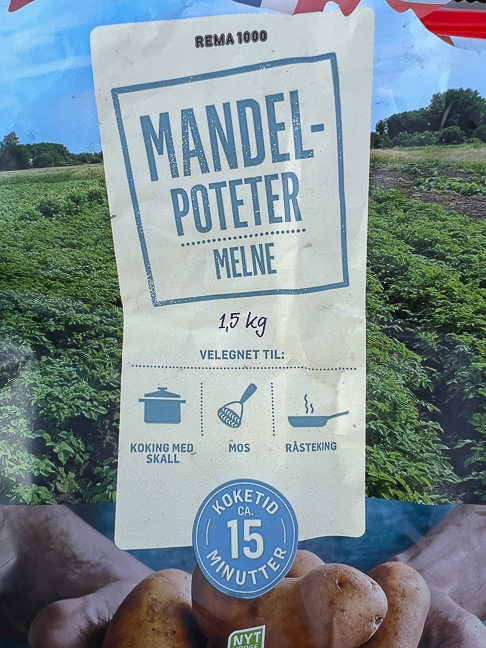 REMA 1000
MANDEL-
POTETER
MELNE
1,5 kg
VELEGNET TIL:
KOKING MED
SKALL
MOS
RÅSTEKING
KOKETID
CA.
15
MINUTTER
NYT